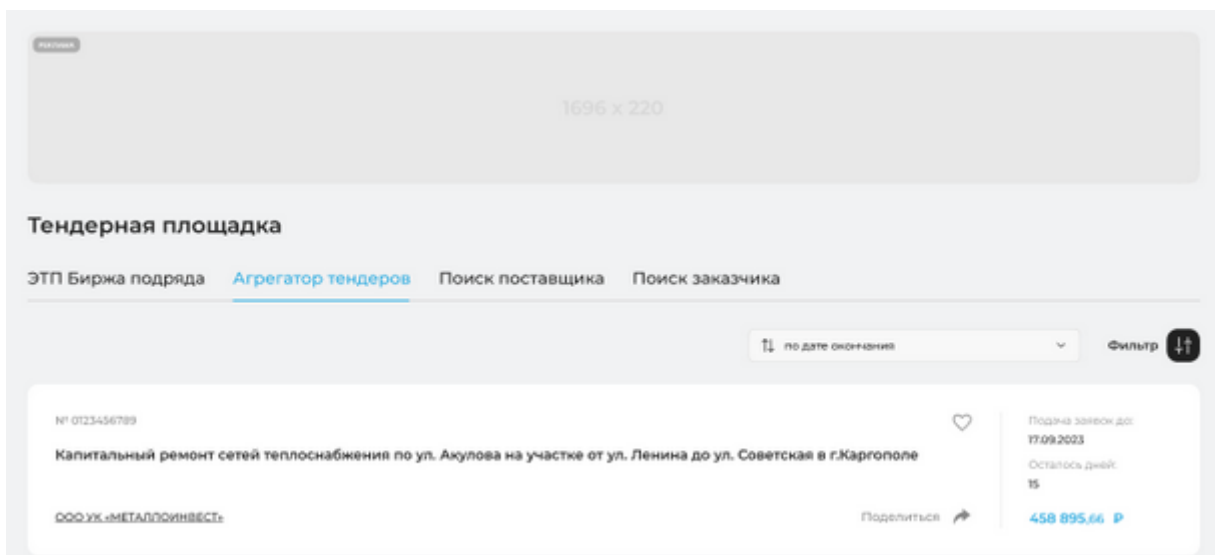 РЕКЛАМА
1696 x 220
Тендерная площадка
ЭТП Биржа подряда Агрегатор тендеров Поиск поставщика Поиск заказчика
по дате окончания Фильтр
№ 0123456789
Подача заявок до:
17.09.2023
Капитальный ремонт сетей теплоснабжения по ул. Акулова на участке от ул. Ленина до ул. Советская в г.Каргополе
Осталось дней:
15
ООО УК «МЕТАЛЛОИНВЕСТ»
Поделиться
458 895,66 ₽